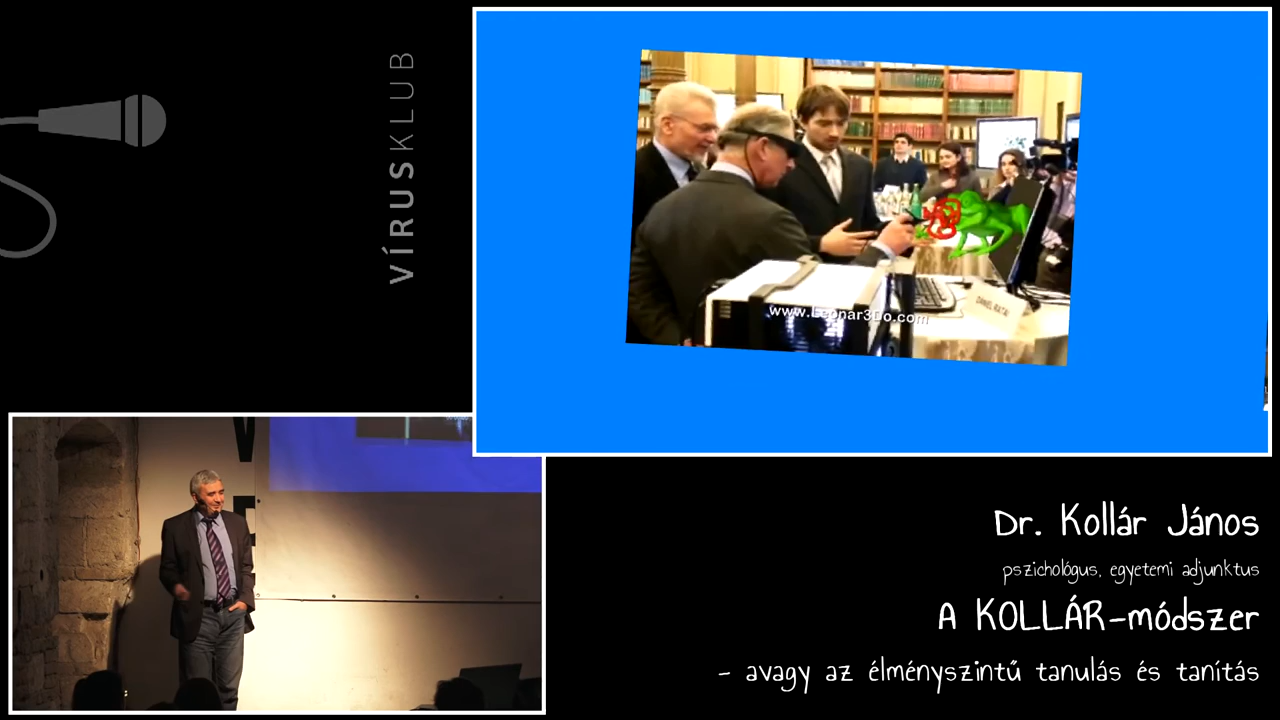 VÍRUSKLUB
www.Leonar3Do.com
DANIEL RATAI
Dr. Kollár János
pszichológus, egyetemi adjunktus
A KOLLÁR-módszer
- avagy az élményszintű tanulás és tanítás